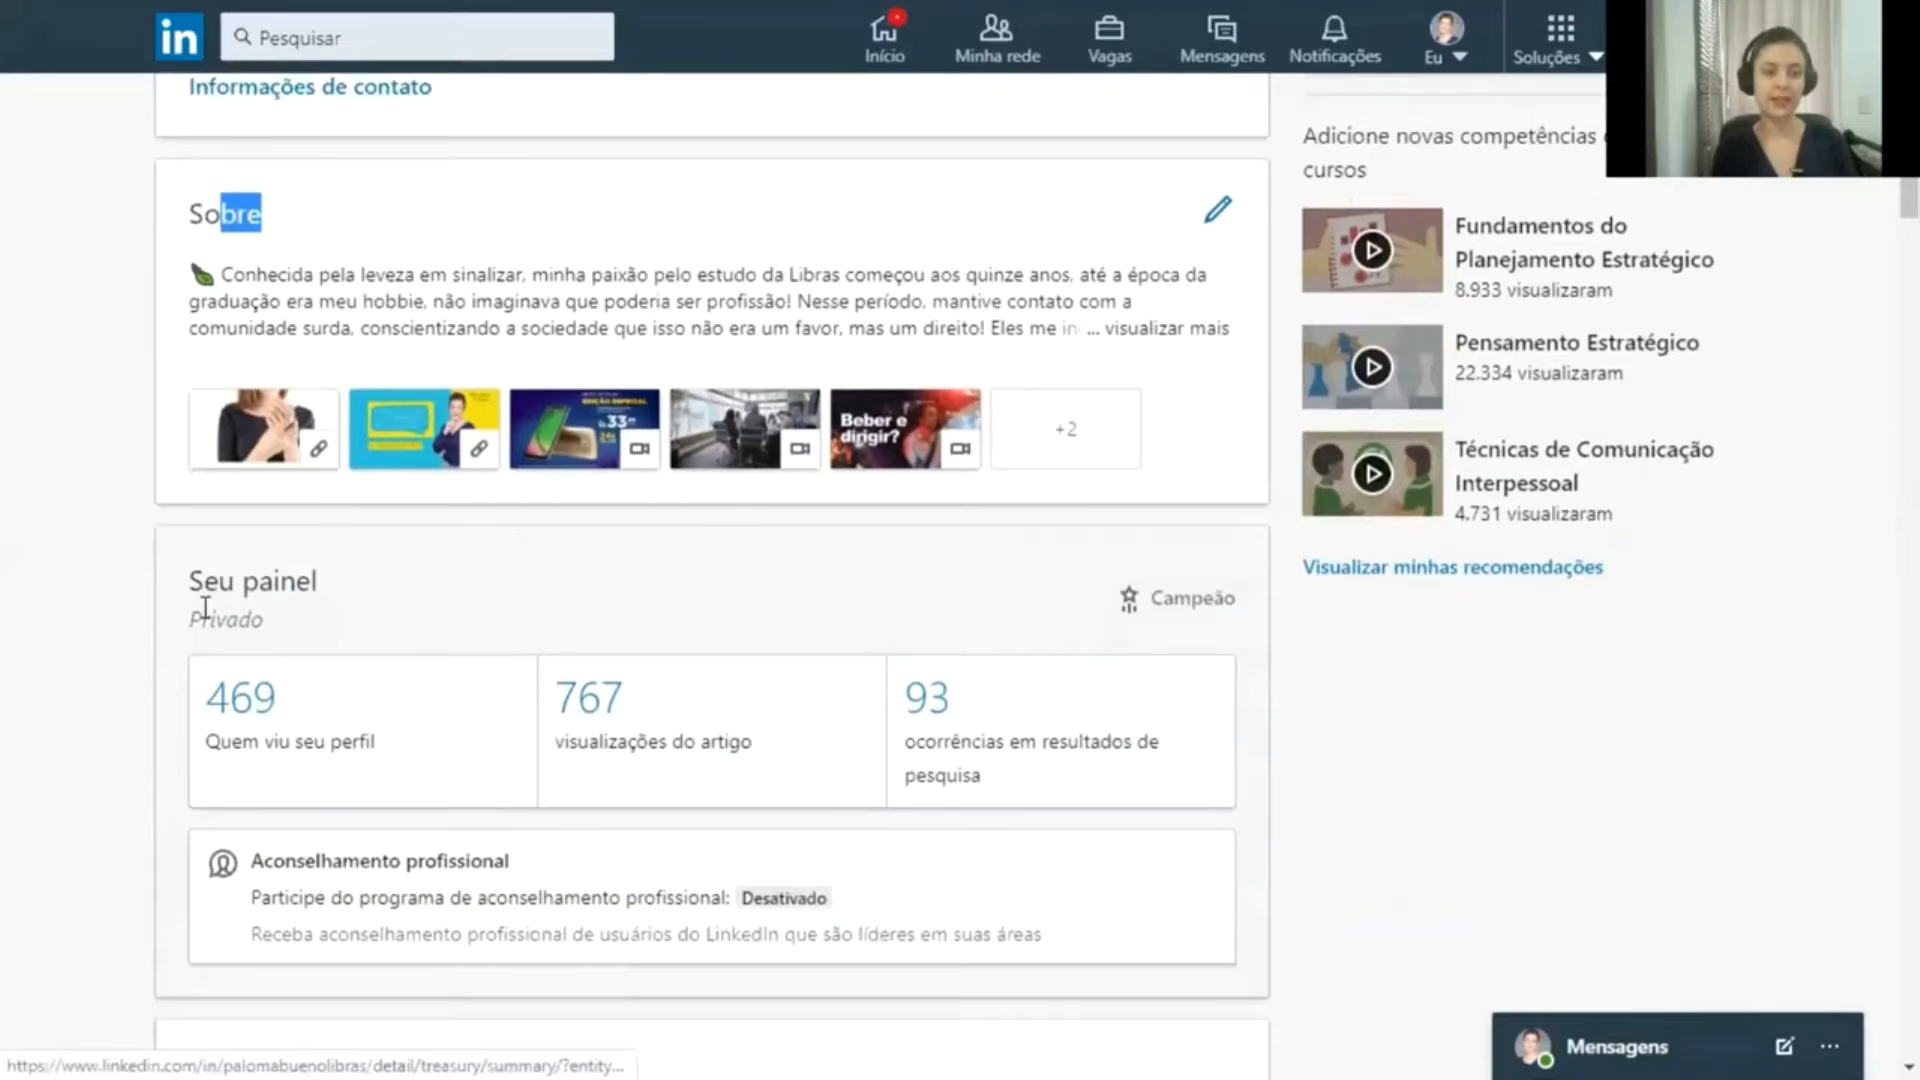 in
Pesquisar
Início
Minha rede
Vagas
Mensagens
Notificações
Eu
Soluções
Informações de contato
Sobre
Conhecida pela leveza em sinalizar, minha paixão pelo estudo da Libras começou aos quinze anos, até a época da
graduação era meu hobbie, não imaginava que poderia ser profissão! Nesse período, mantive contato com a
comunidade surda, conscientizando a sociedade que isso não era um favor, mas um direito! Eles me in ... visualizar mais
EDIÇÃO ESPECIAL
33
Beber e
dirigir?
+2
Seu painel
Privado
Campeão
469
Quem viu seu perfil
767
visualizações do artigo
93
ocorrências em resultados de
pesquisa
Aconselhamento profissional
Participe do programa de aconselhamento profissional: Desativado
Receba aconselhamento profissional de usuários do LinkedIn que são líderes em suas áreas
Adicione novas competências
cursos
Fundamentos do
Planejamento Estratégico
8.933 visualizaram
Pensamento Estratégico
22.334 visualizaram
Técnicas de Comunicação
Interpessoal
4.731 visualizaram
Visualizar minhas recomendações
Mensagens
https://www.linkedin.com/in/palomabuenolibras/detail/treasury/summary/?entity...